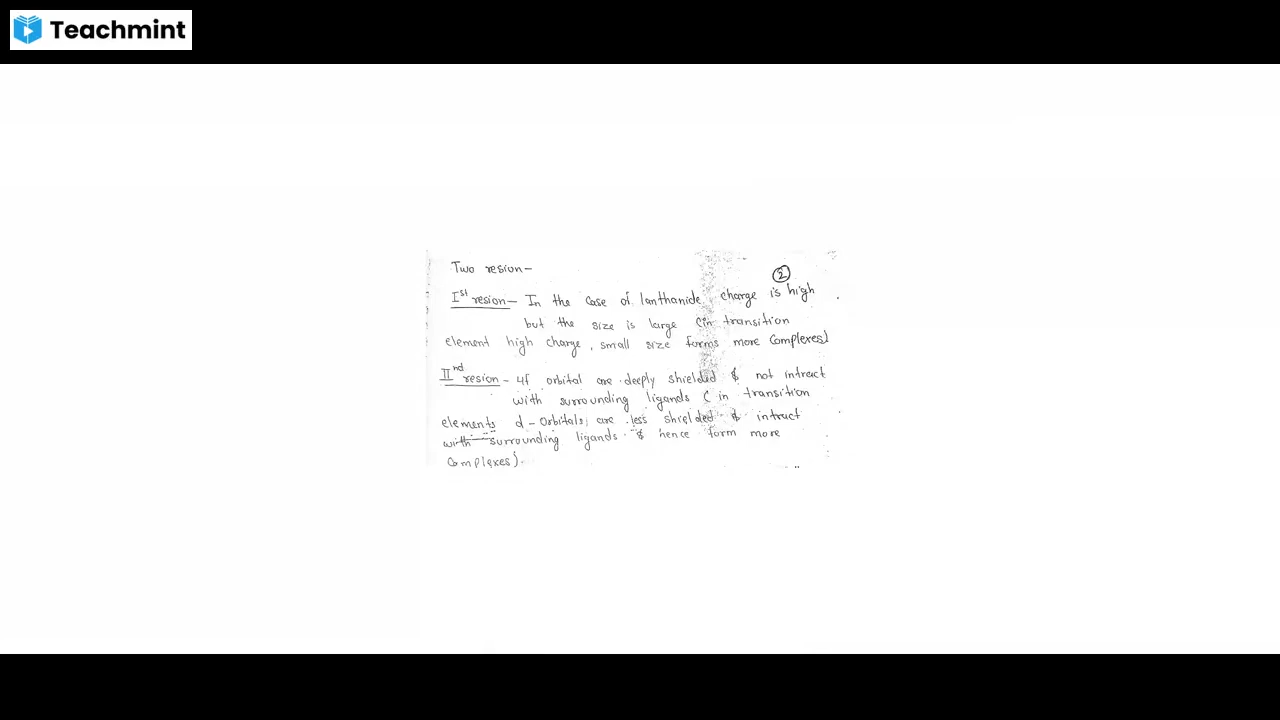 Teachmint
Two resion-
2
Ist resion- In the case of lanthanide charge is high
but the size is large (in transition
element high charge, small size forms more complexes)
IInd resion- 4f orbital are deeply shielded & not intract
with surrounding ligands ( in transition
elements d-orbitals are less shielded & intract
with surrounding ligands & hence form more
complexes).